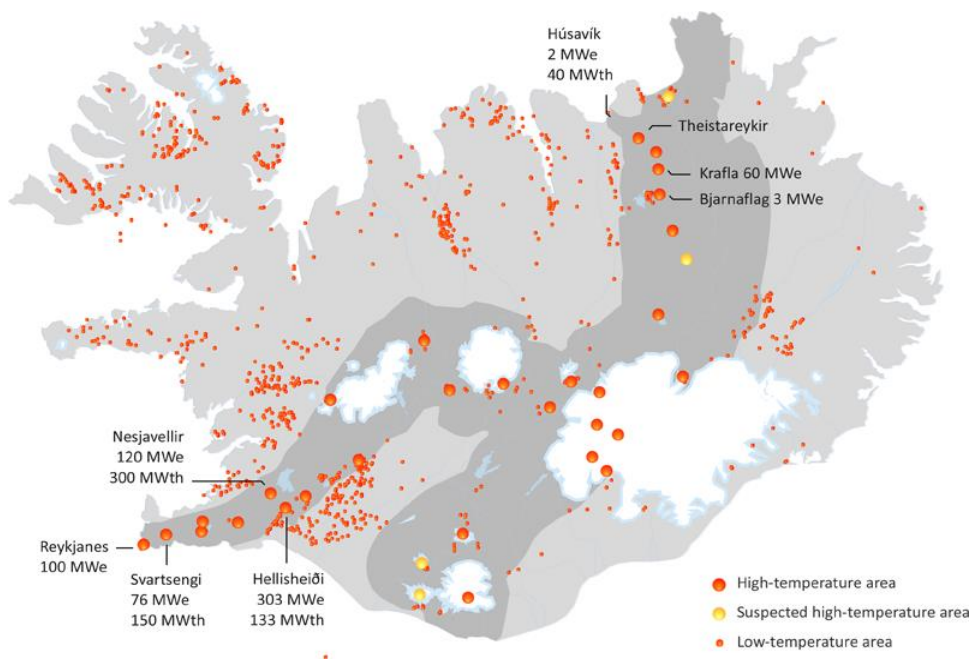 Húsavík
2 MWe
40 MWth
Theistareykir
Krafla 60 MWe
Bjarnaflag 3 MWe
Nesjavellir
120 MWe
300 MWth
Reykjanes
100 MWe
Svartsengi
76 MWe
150 MWth
Hellisheiði
303 MWe
133 MWth
High-temperature area
Suspected high-temperature area
Low-temperature area